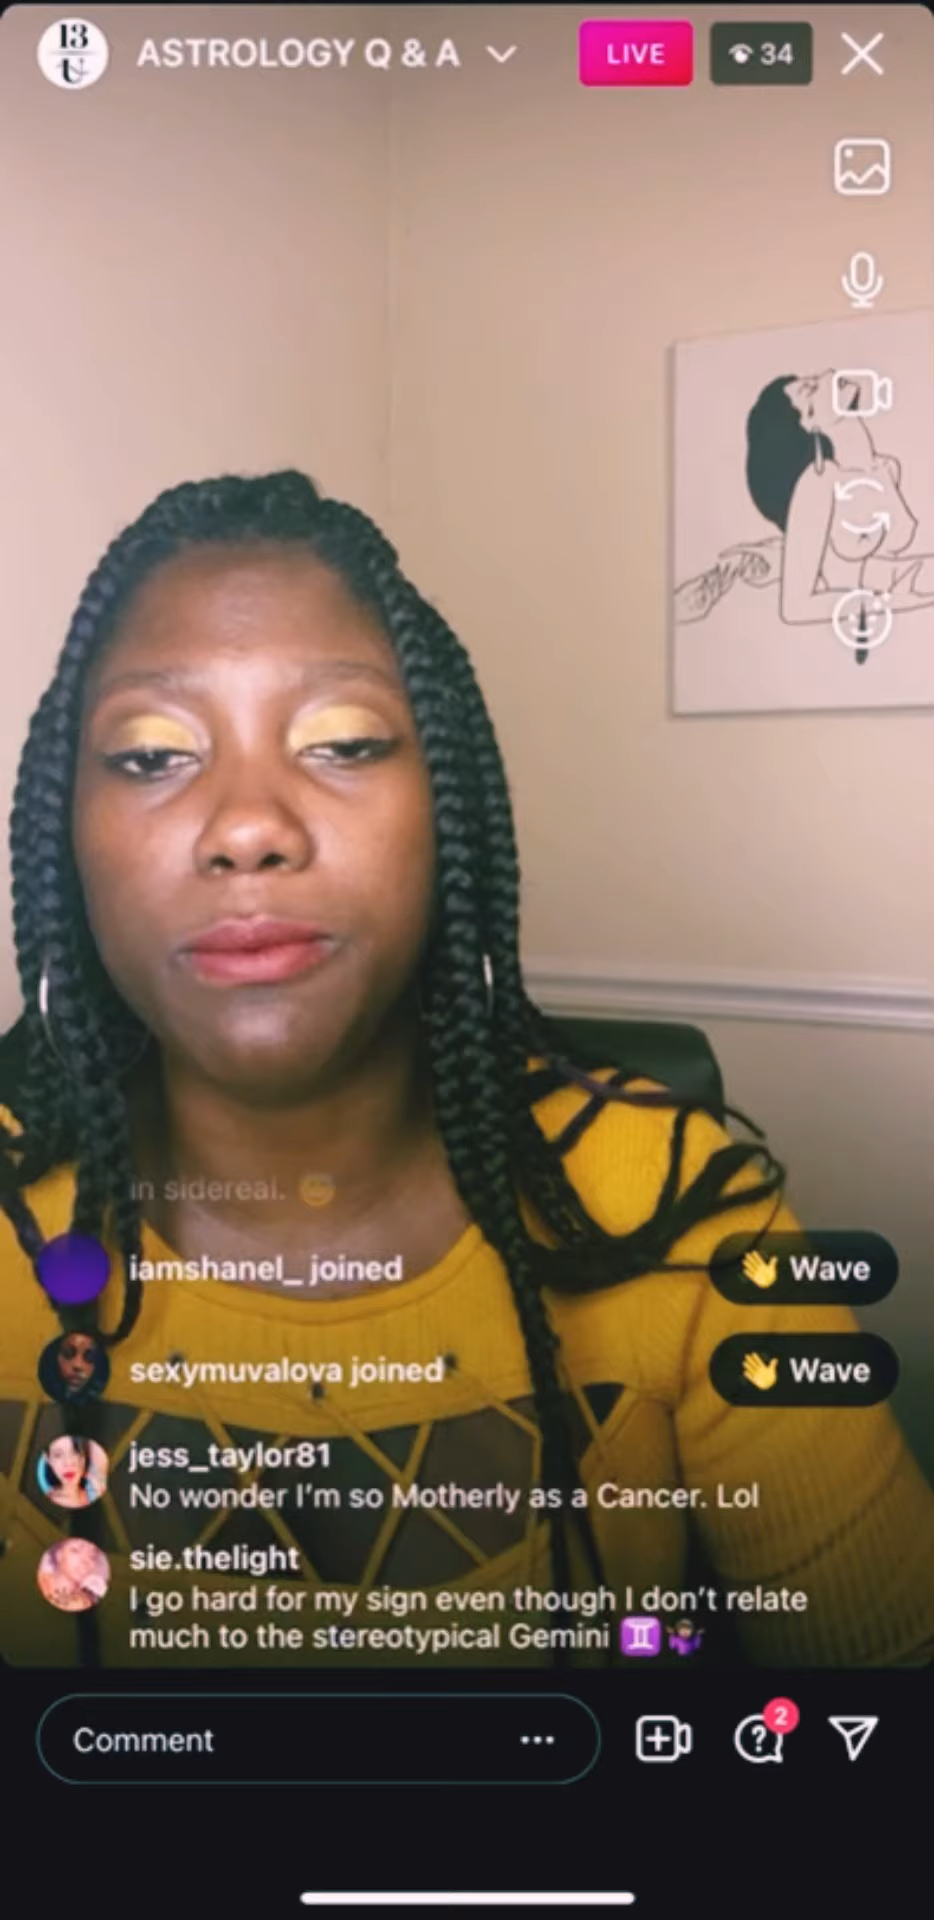 13
U
ASTROLOGY Q & A
LIVE
34
in sidereal. 😇
iamshanel_ joined
👋 Wave
sexymuvalova joined
👋 Wave
jess_taylor81
No wonder I'm so Motherly as a Cancer. Lol
sie.thelight
I go hard for my sign even though I don't relate
much to the stereotypical Gemini ♊🤷🏾‍♀️
Comment
2